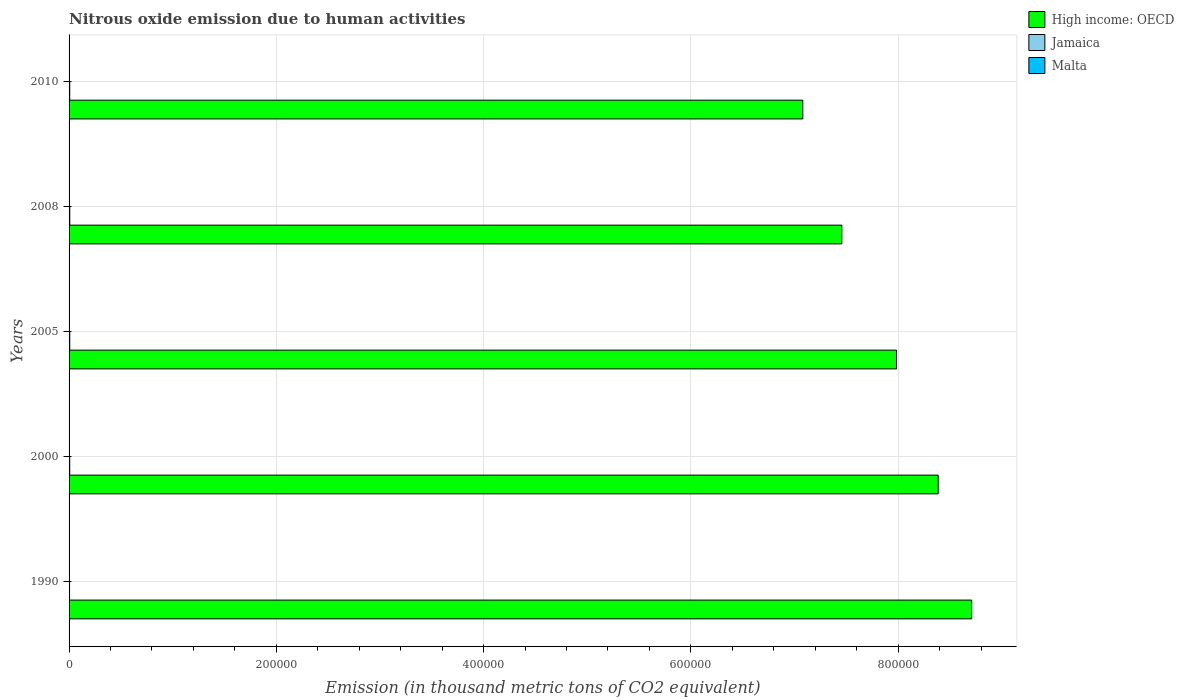 Nitrous oxide emission due to human activities
High income: OECD
Jamaica
Malta
2010
2008
2005
2000
1990
Years
0
200000
400000
600000
800000
Emission (in thousand metric tons of CO2 equivalent)